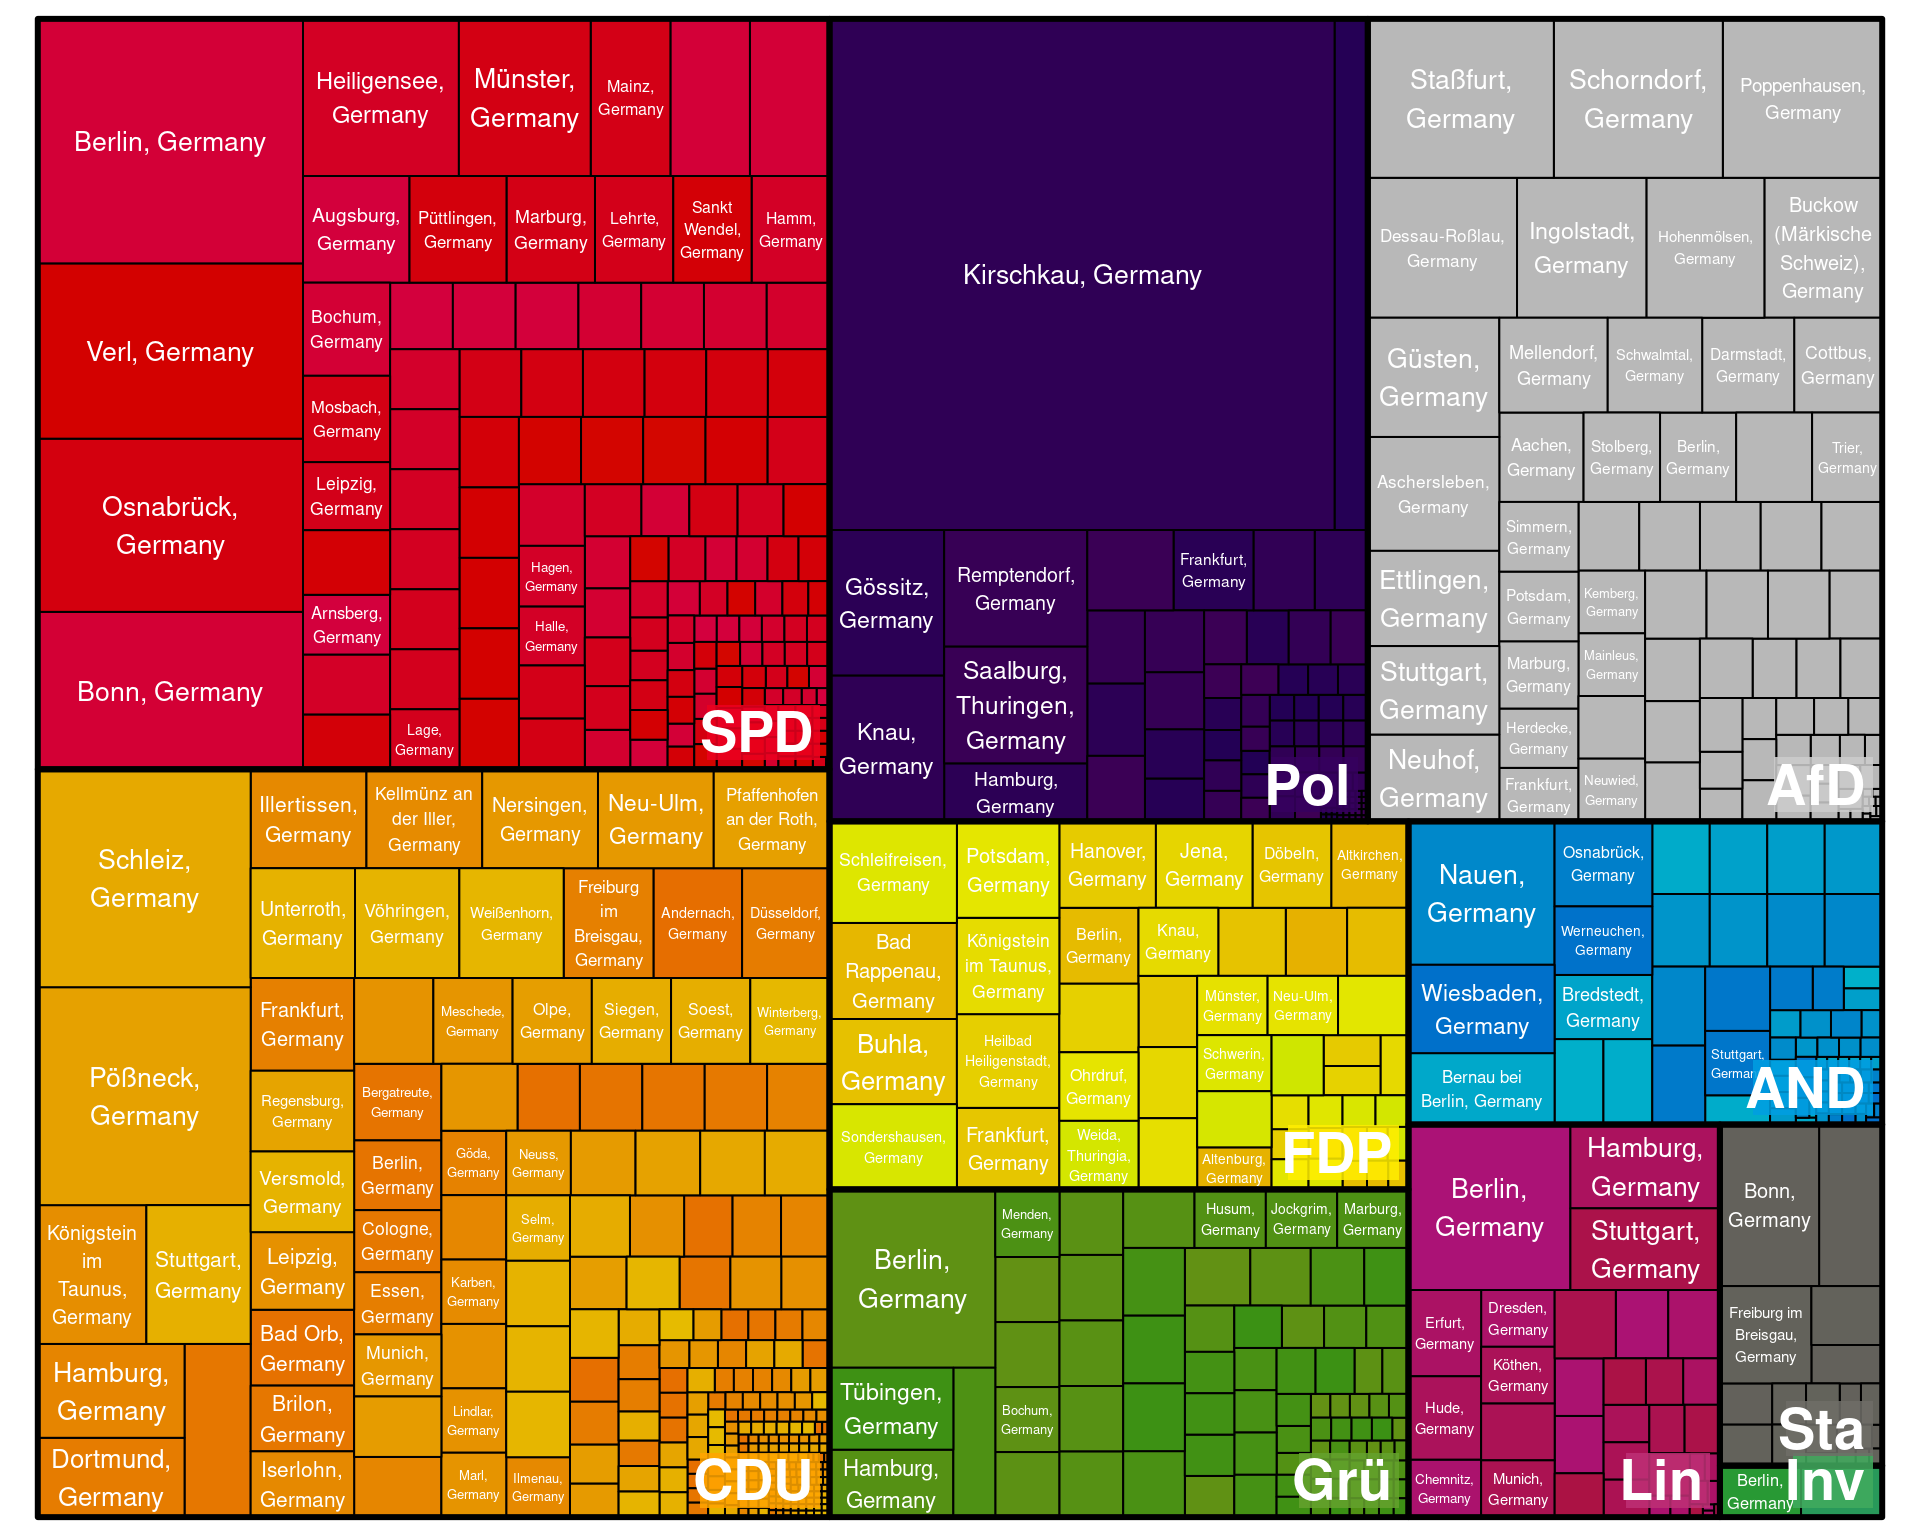 Berlin, Germany
Verl, Germany
Osnabrück,
Germany
Bonn, Germany
Heiligensee,
Germany
Münster,
Germany
Mainz,
Germany
Augsburg,
Germany
Püttlingen,
Germany
Marburg,
Germany
Lehrte,
Germany
Sankt
Wendel,
Germany
Hamm,
Germany
Bochum,
Germany
Mosbach,
Germany
Leipzig,
Germany
Arnsberg,
Germany
Lage,
Germany
Hagen,
Germany
Halle,
Germany
SPD
Kirschkau, Germany
Gössitz,
Germany
Knau,
Germany
Remptendorf,
Germany
Saalburg,
Thuringen,
Germany
Hamburg,
Germany
Frankfurt,
Germany
Pol
Staßfurt,
Germany
Schorndorf,
Germany
Poppenhausen,
Germany
Dessau-Roßlau,
Germany
Ingolstadt,
Germany
Hohenmölsen,
Germany
Buckow
(Märkische
Schweiz),
Germany
Güsten,
Germany
Aschersleben,
Germany
Ettlingen,
Germany
Stuttgart,
Germany
Neuhof,
Germany
Mellendorf,
Germany
Schwalmtal,
Germany
Darmstadt,
Germany
Cottbus,
Germany
Aachen,
Germany
Stolberg,
Germany
Berlin,
Germany
Trier,
Germany
Simmern,
Germany
Potsdam,
Germany
Marburg,
Germany
Herdecke,
Germany
Frankfurt,
Germany
Kemberg,
Germany
Mainleus,
Germany
Neuwied,
Germany
AfD
Schleiz,
Germany
Pößneck,
Germany
Königstein
im
Taunus,
Germany
Stuttgart,
Germany
Hamburg,
Germany
Dortmund,
Germany
Illertissen,
Germany
Kellmünz an
der Iller,
Germany
Nersingen,
Germany
Neu-Ulm,
Germany
Pfaffenhofen
an der Roth,
Germany
Unterroth,
Germany
Vöhringen,
Germany
Weißenhorn,
Germany
Freiburg
im
Breisgau,
Germany
Andernach,
Germany
Düsseldorf,
Germany
Frankfurt,
Germany
Regensburg,
Germany
Versmold,
Germany
Leipzig,
Germany
Bad Orb,
Germany
Brilon,
Germany
Iserlohn,
Germany
Meschede,
Germany
Olpe,
Germany
Siegen,
Germany
Soest,
Germany
Winterberg,
Germany
Bergatreute,
Germany
Berlin,
Germany
Cologne,
Germany
Essen,
Germany
Munich,
Germany
Göda,
Germany
Neuss,
Germany
Selm,
Germany
Karben,
Germany
Lindlar,
Germany
Marl,
Germany
Ilmenau,
Germany
CDU
Schleifreisen,
Germany
Bad
Rappenau,
Germany
Buhla,
Germany
Sondershausen,
Germany
Potsdam,
Germany
Königstein
im Taunus,
Germany
Heilbad
Heiligenstadt,
Germany
Frankfurt,
Germany
Hanover,
Germany
Jena,
Germany
Döbeln,
Germany
Altkirchen,
Germany
Berlin,
Germany
Knau,
Germany
Ohrdruf,
Germany
Weida,
Thuringia,
Germany
Münster,
Germany
Neu-Ulm,
Germany
Schwerin,
Germany
Altenburg,
Germany
FDP
Berlin,
Germany
Tübingen,
Germany
Hamburg,
Germany
Menden,
Germany
Bochum,
Germany
Husum,
Germany
Jockgrim,
Germany
Marburg,
Germany
Grü
Nauen,
Germany
Wiesbaden,
Germany
Bernau bei
Berlin, Germany
Osnabrück,
Germany
Werneuchen,
Germany
Bredstedt,
Germany
Stuttgart,
AND
Berlin,
Germany
Hamburg,
Germany
Stuttgart,
Germany
Erfurt,
Germany
Hude,
Germany
Chemnitz,
Germany
Dresden,
Germany
Köthen,
Germany
Munich,
Germany
Lin
Bonn,
Germany
Freiburg im
Breisgau,
Germany
Sta
Berlin,
Germany
Inv